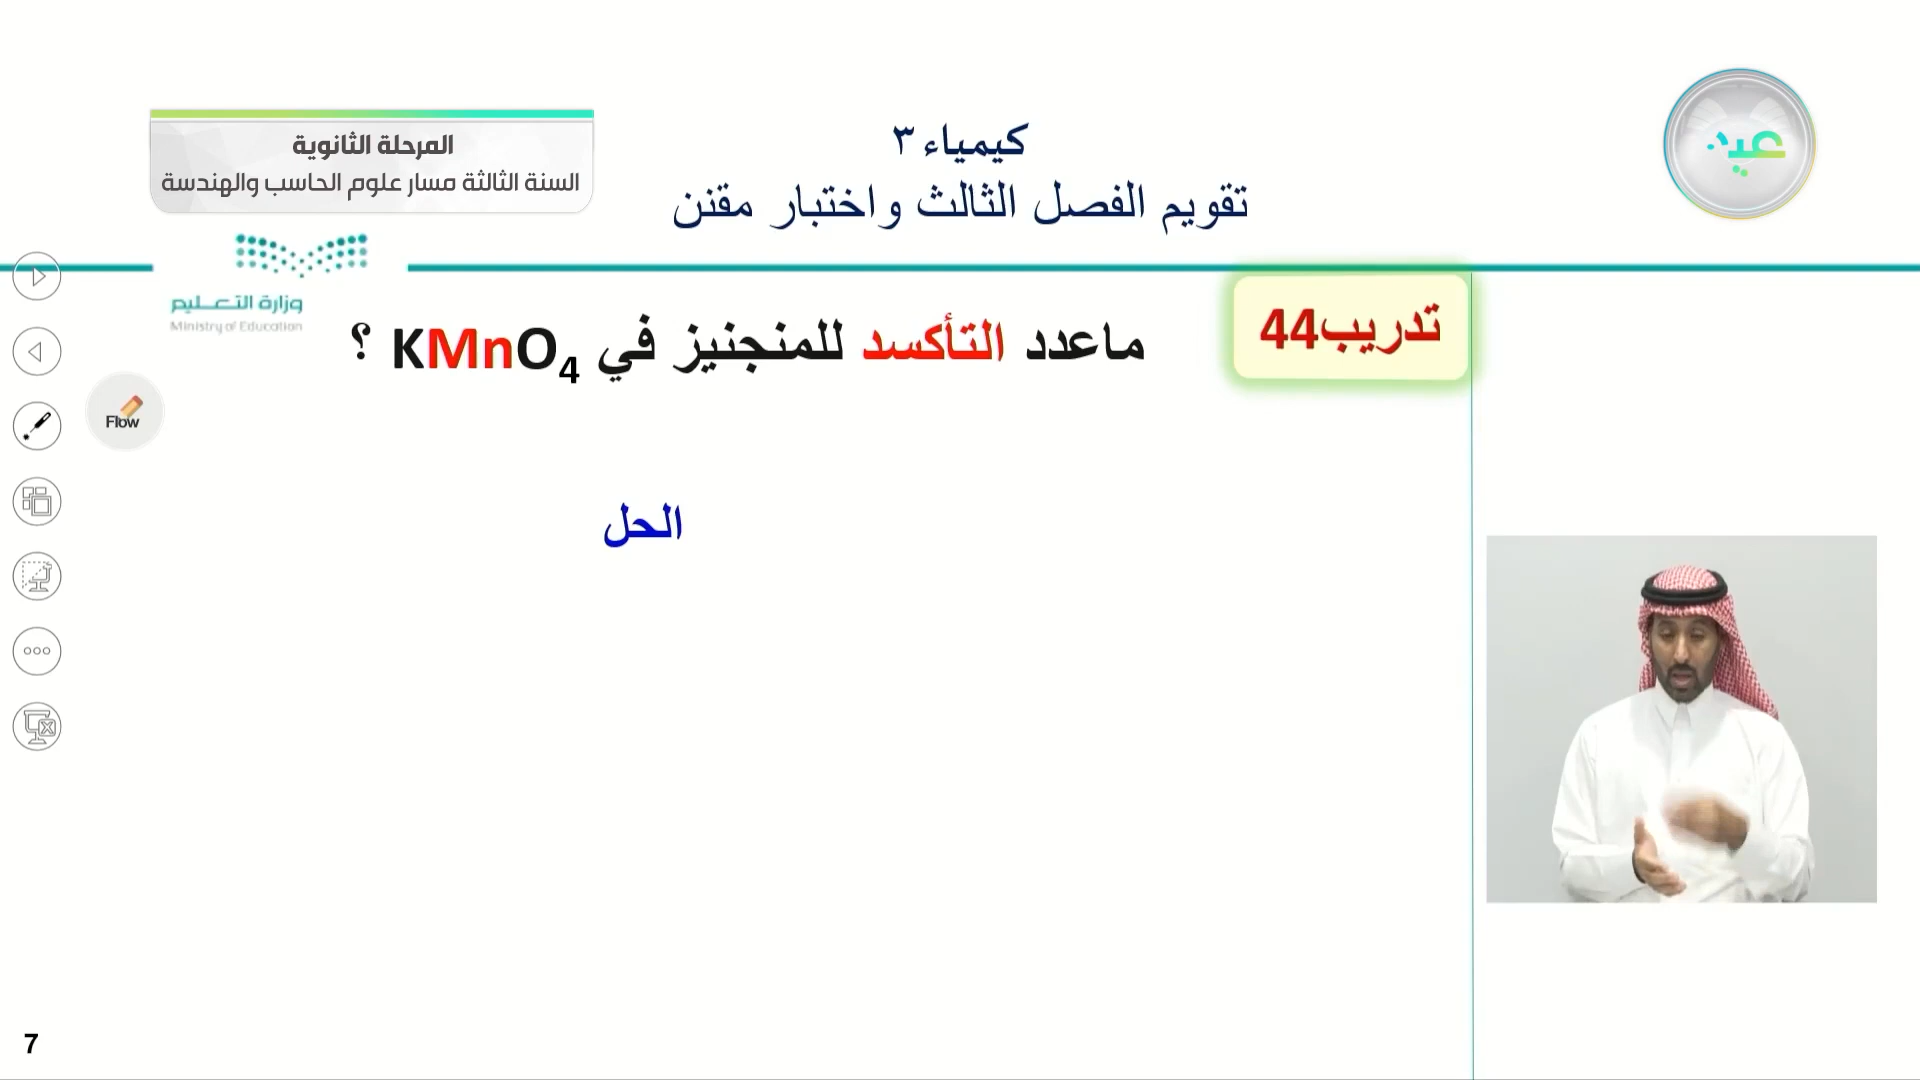 المرحلة الثانوية
السنة الثالثة مسار علوم الحاسب والهندسة
كيمياء ٣
تقويم الفصل الثالث واختبار مقنن
عين
وزارة التعليم
Ministry of Education
تدريب44
ماعدد التأكسد للمنجنيز في KMnO₄ ؟
Flow
الحل
7